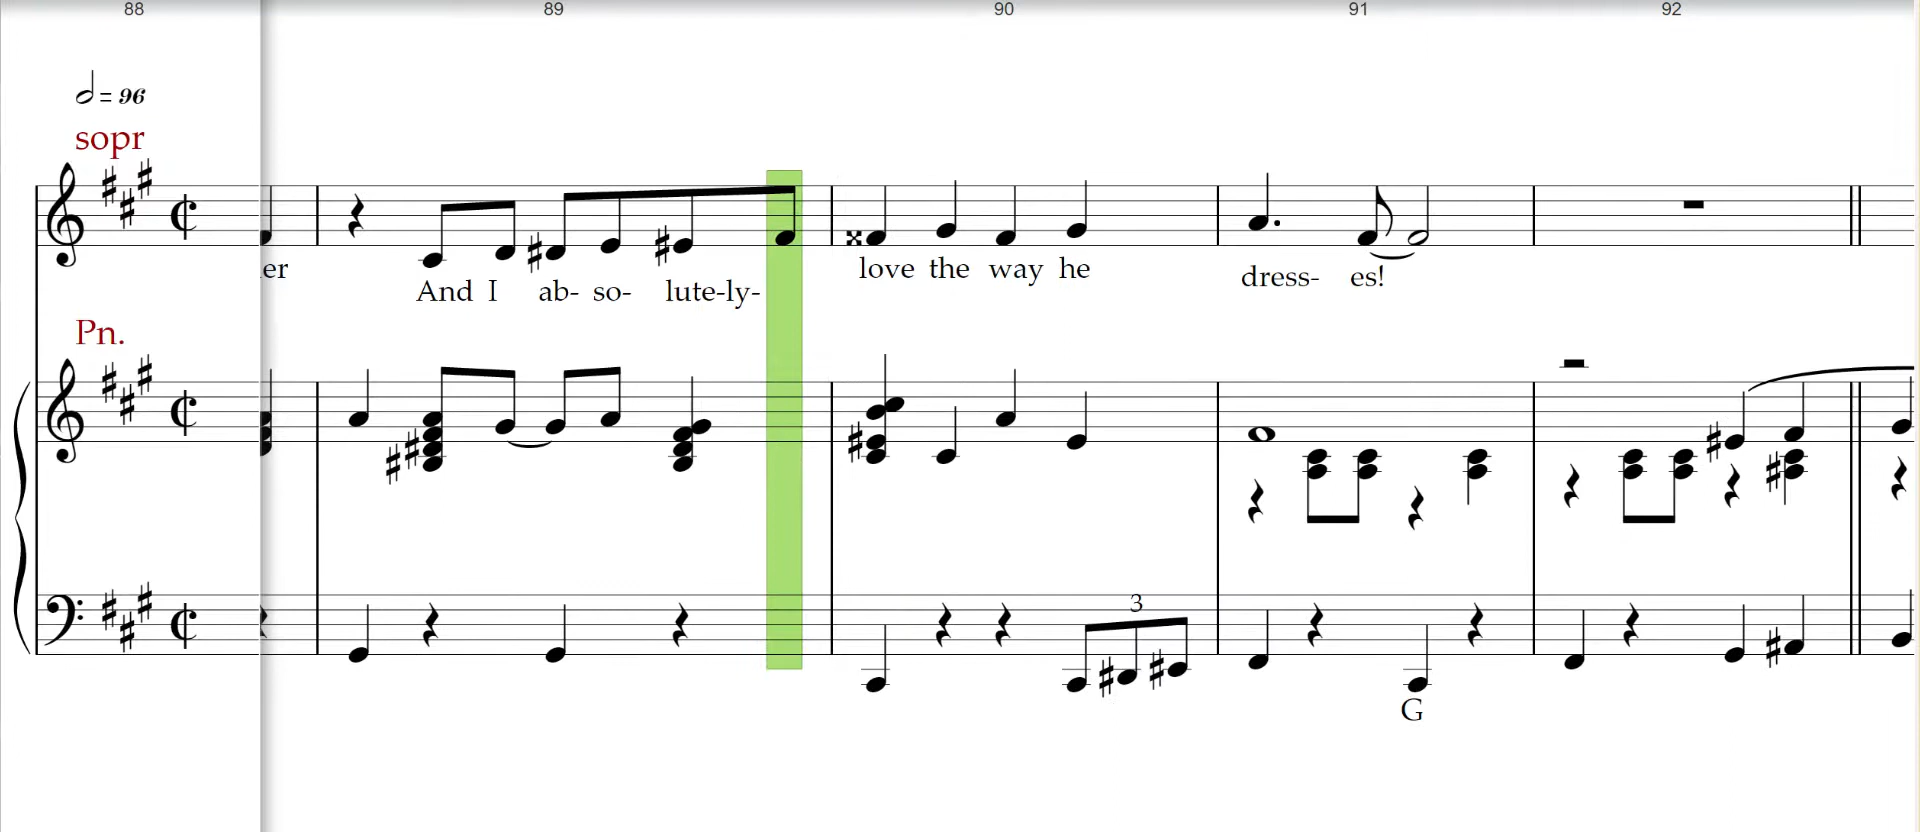 88 89 90 91 92
= 96
sopr
er And I ab- so- lute-ly- love the way he dress- es!
Pn.
3
G